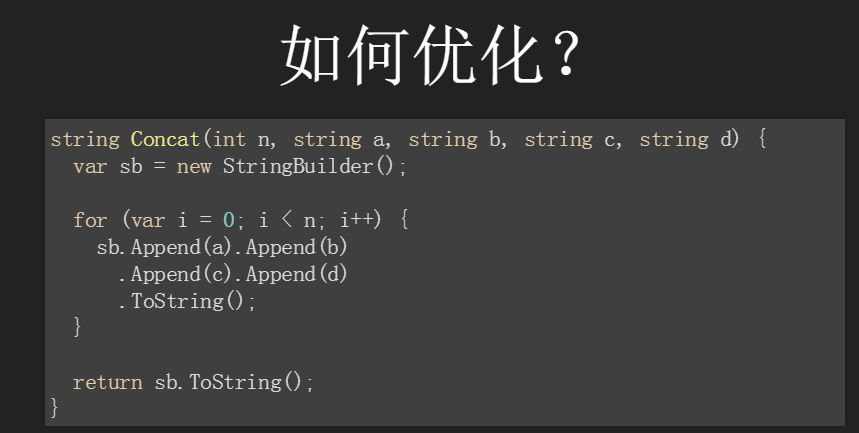 如何优化？
string Concat(int n, string a, string b, string c, string d) {
  var sb = new StringBuilder();

  for (var i = 0; i < n; i++) {
    sb.Append(a).Append(b)
      .Append(c).Append(d)
      .ToString();
  }

  return sb.ToString();
}